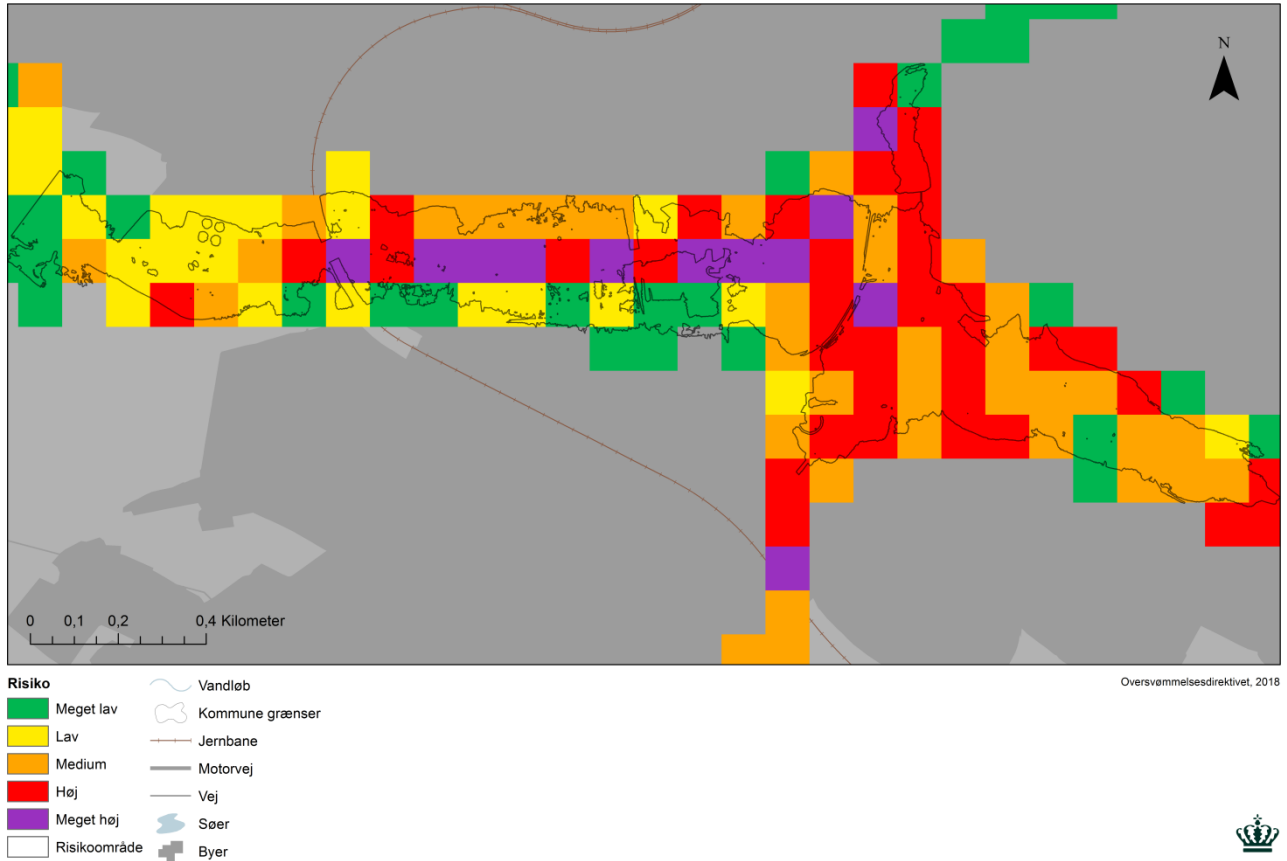 N
0 0,1 0,2 0,4 Kilometer
Oversvømmelsesdirektivet, 2018
Risiko
Meget lav
Lav
Medium
Høj
Meget høj
Risikoområde
Vandløb
Kommune grænser
Jernbane
Motorvej
Vej
Søer
Byer